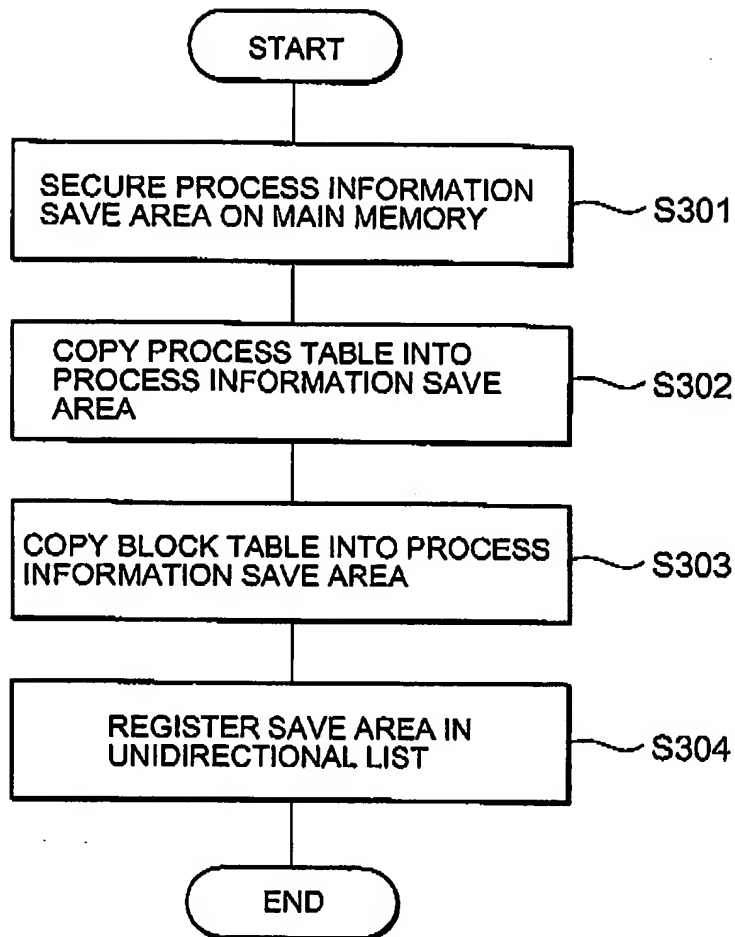 START
SECURE PROCESS INFORMATION
SAVE AREA ON MAIN MEMORY
S301
COPY PROCESS TABLE INTO
PROCESS INFORMATION SAVE
AREA
S302
COPY BLOCK TABLE INTO PROCESS
INFORMATION SAVE AREA
S303
REGISTER SAVE AREA IN
UNIDIRECTIONAL LIST
S304
END